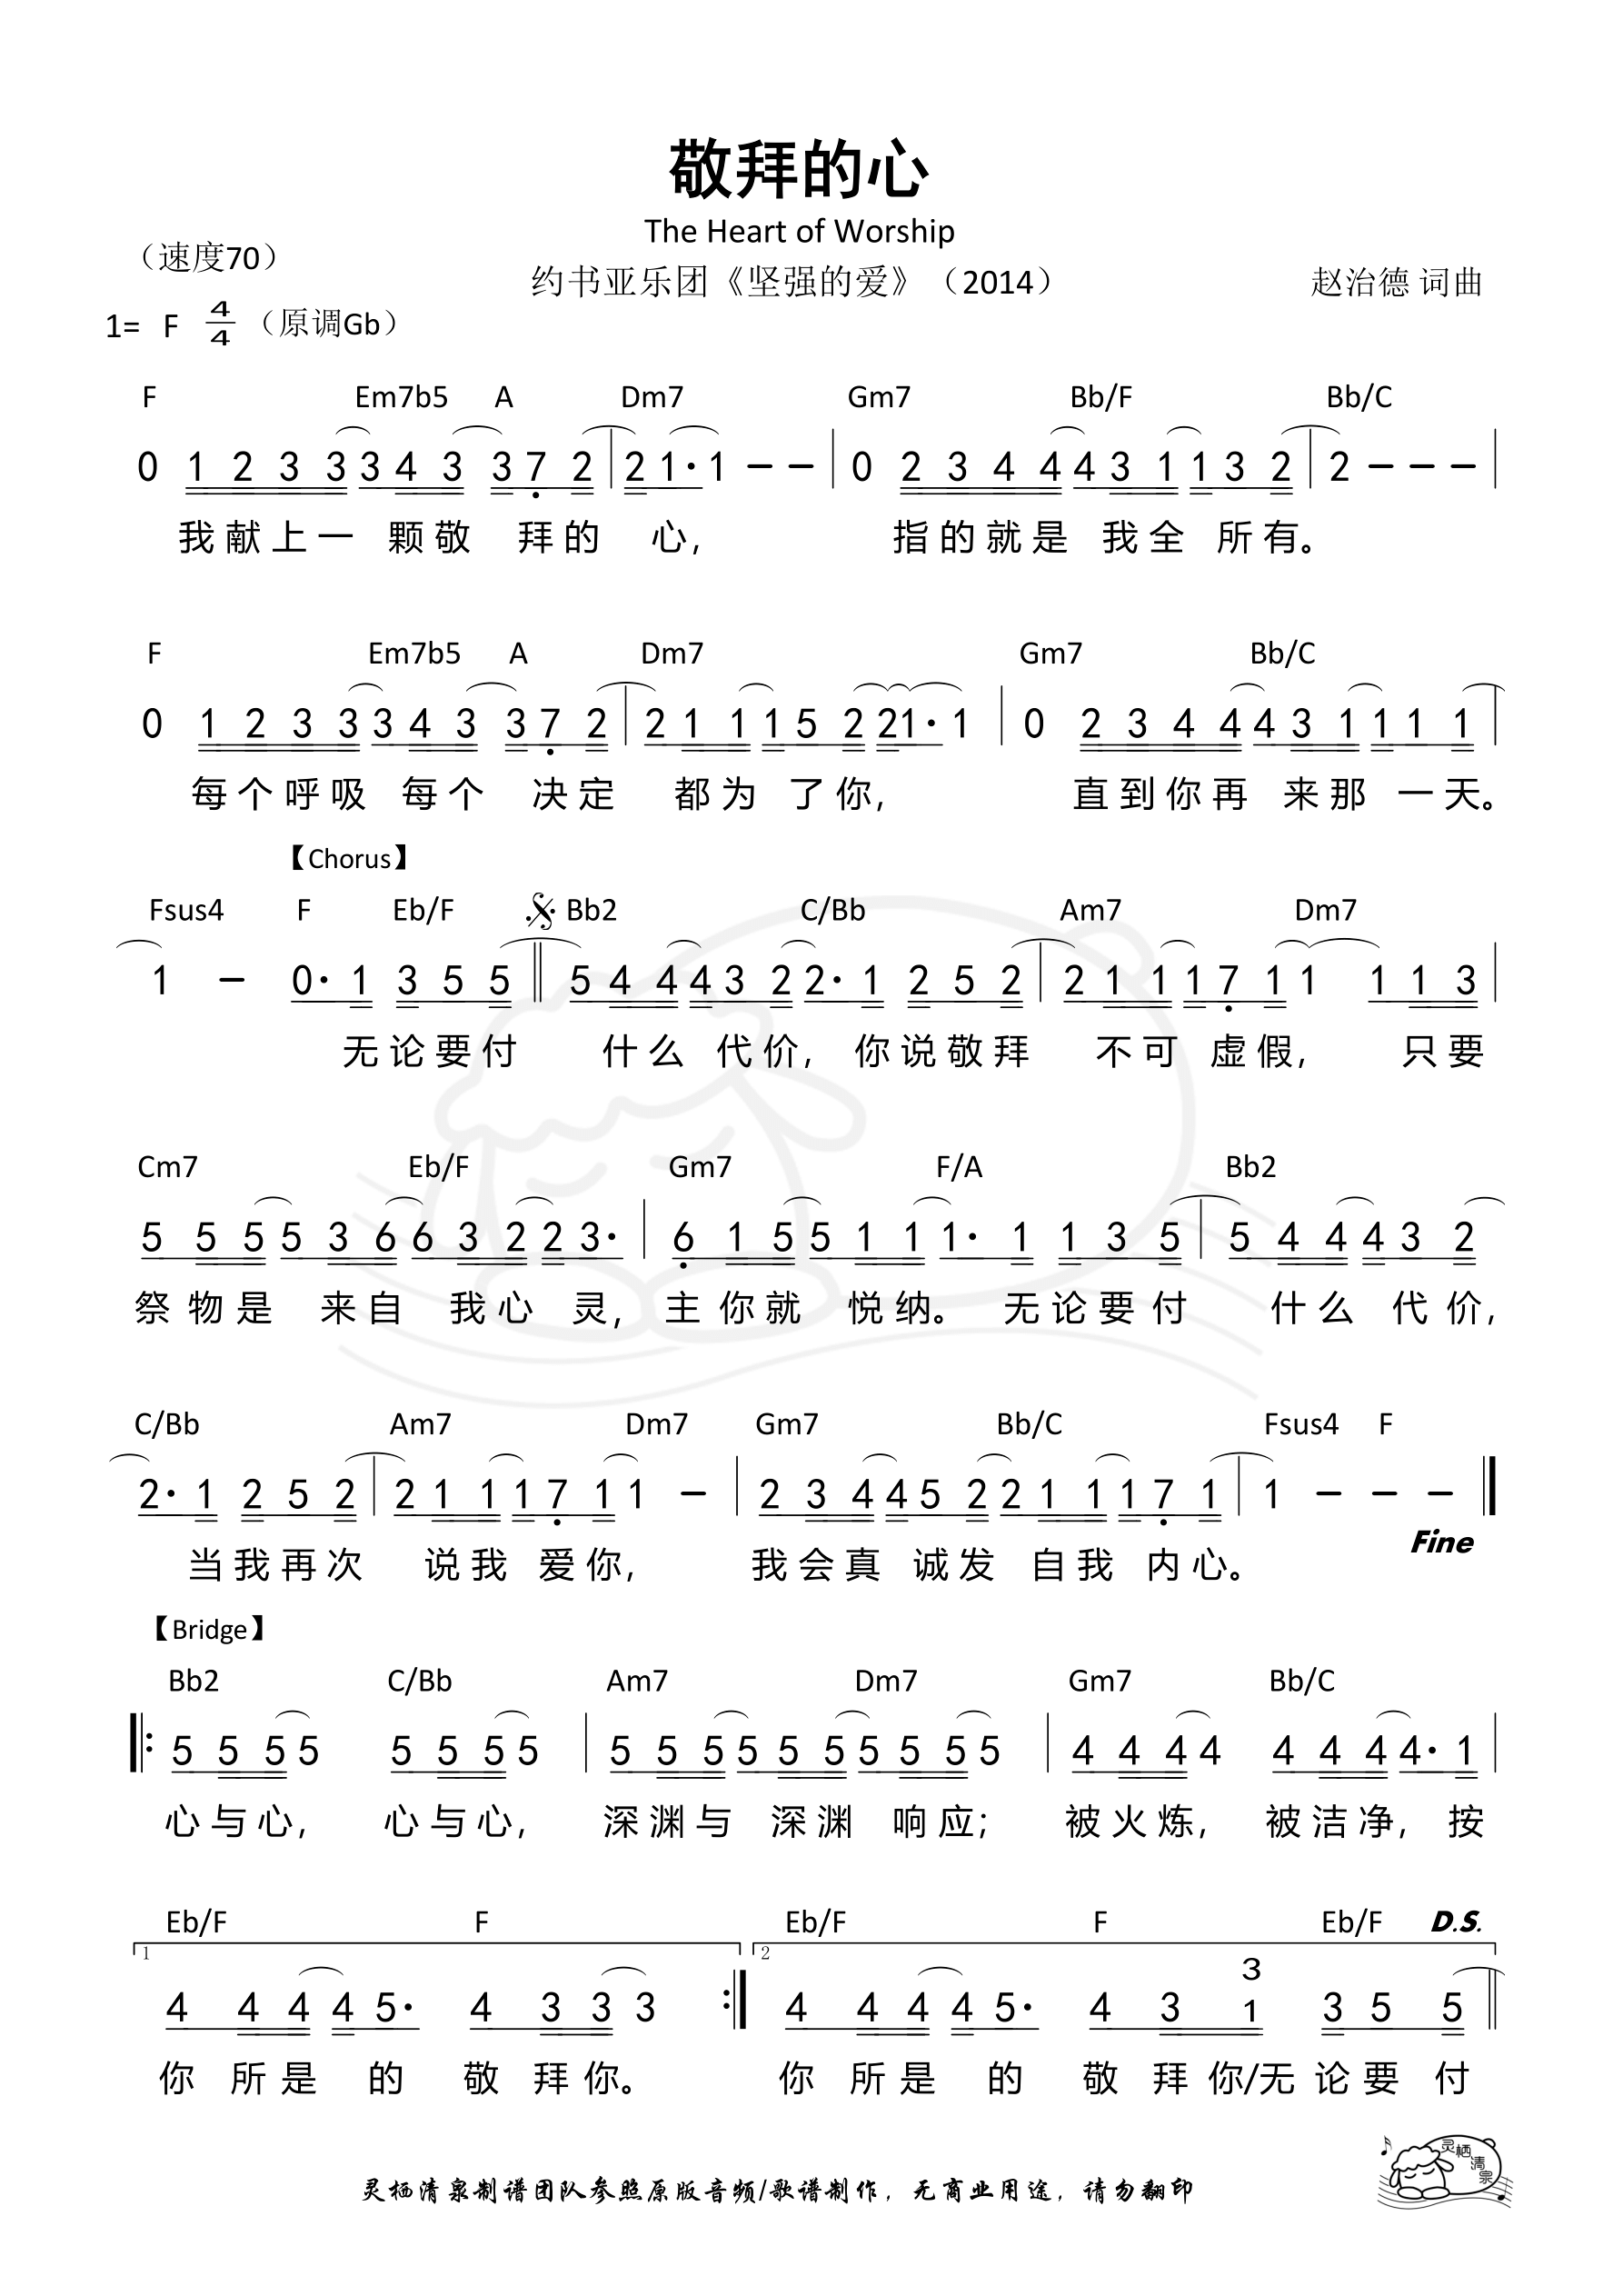 敬拜的心
The Heart of Worship
（速度70）
约书亚乐团《坚强的爱》（2014）
赵治德 词曲
1= F 4/4 （原调Gb）
F Em7b5 A Dm7 Gm7 Bb/F Bb/C
0 1 2 3 3 3 4 3 3 7 2 | 2 1· 1 – – | 0 2 3 4 4 4 3 1 1 3 2 | 2 – – – |
我献上一 颗敬 拜的 心， 指的就是 我全 所有。
F Em7b5 A Dm7 Gm7 Bb/C
0 1 2 3 3 3 4 3 3 7 2 | 2 1 1 1 5 2 2 1· 1 | 0 2 3 4 4 4 3 1 1 1 1 |
每个呼吸 每个 决定 都为 了你， 直到你再 来那 一天。
【Chorus】
Fsus4 F Eb/F Bb2 C/Bb Am7 Dm7
1 – 0· 1 3 5 5 || 5 4 4 4 3 2 2· 1 2 5 2 | 2 1 1 1 7 1 1 1 1 3 |
无论要付 什么 代价， 你说敬拜 不可 虚假， 只要
Cm7 Eb/F Gm7 F/A Bb2
5 5 5 5 3 6 6 3 2 2 3· | 6 1 5 5 1 1 1· 1 1 3 5 | 5 4 4 4 3 2
祭物是 来自 我心 灵， 主你就 悦纳。 无论要付 什么 代价，
C/Bb Am7 Dm7 Gm7 Bb/C Fsus4 F
2· 1 2 5 2 | 2 1 1 1 7 1 1 – | 2 3 4 4 5 2 2 1 1 1 7 1 | 1 – – – ‖
Fine
当我再次 说我 爱你， 我会真 诚发 自我 内心。
【Bridge】
Bb2 C/Bb Am7 Dm7 Gm7 Bb/C
‖: 5 5 5 5 5 5 5 5 | 5 5 5 5 5 5 5 5 5 5 | 4 4 4 4 4 4 4 4· 1 |
心与心， 心与心， 深渊与 深渊 响应； 被火炼， 被洁净， 按
Eb/F F Eb/F F Eb/F D.S.
1 2
3
4 4 4 4 5· 4 3 3 3 :‖ 4 4 4 4 5· 4 3 1 3 5 5 ‖
你 所是 的 敬 拜你。 你 所是 的 敬 拜 你/无 论要 付
灵栖清泉制谱团队参照原版音频/歌谱制作，无商业用途，请勿翻印
灵栖清泉